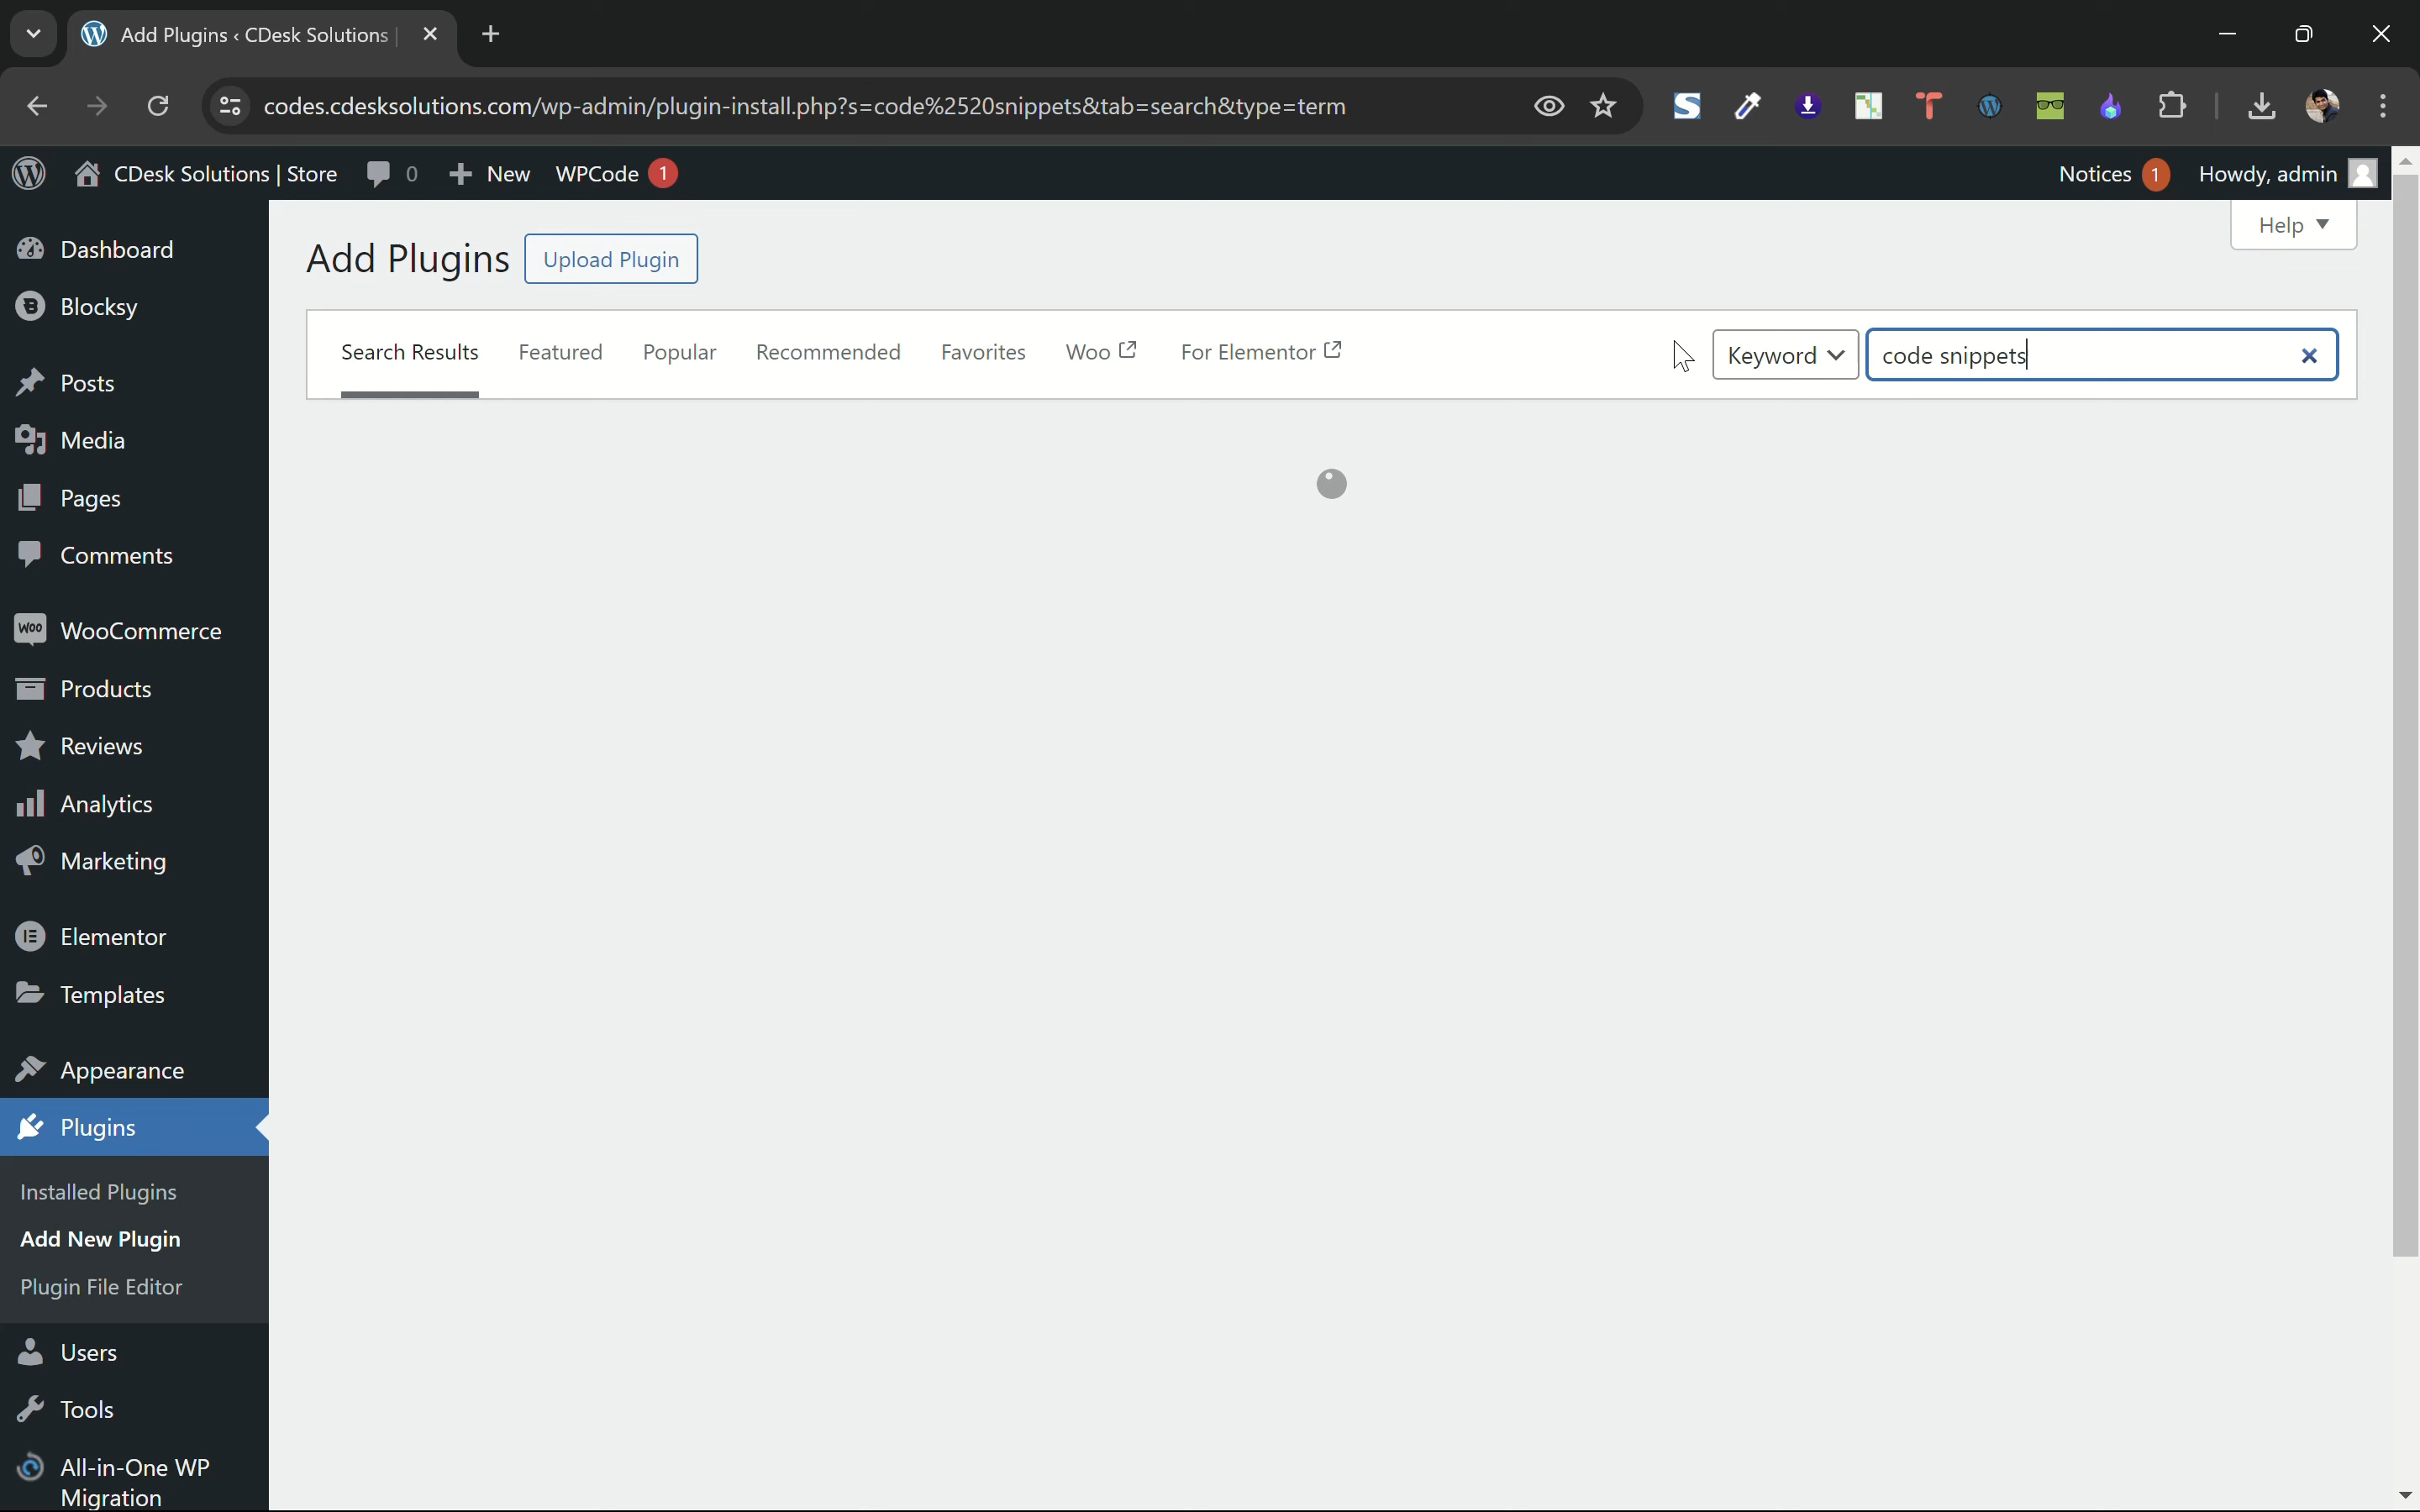 Add Plugins ‹ CDesk Solutions |
codes.cdesksolutions.com/wp-admin/plugin-install.php?s=code%2520snippets&tab=search&type=term
CDesk Solutions | Store 0 New WPCode 1 Notices 1 Howdy, admin
Help
Add Plugins Upload Plugin
Search Results Featured Popular Recommended Favorites Woo For Elementor Keyword code snippets
Dashboard
Blocksy
Posts
Media
Pages
Comments
WOO WooCommerce
Products
Reviews
Analytics
Marketing
Elementor
Templates
Appearance
Plugins
Installed Plugins
Add New Plugin
Plugin File Editor
Users
Tools
All-in-One WP
Migration